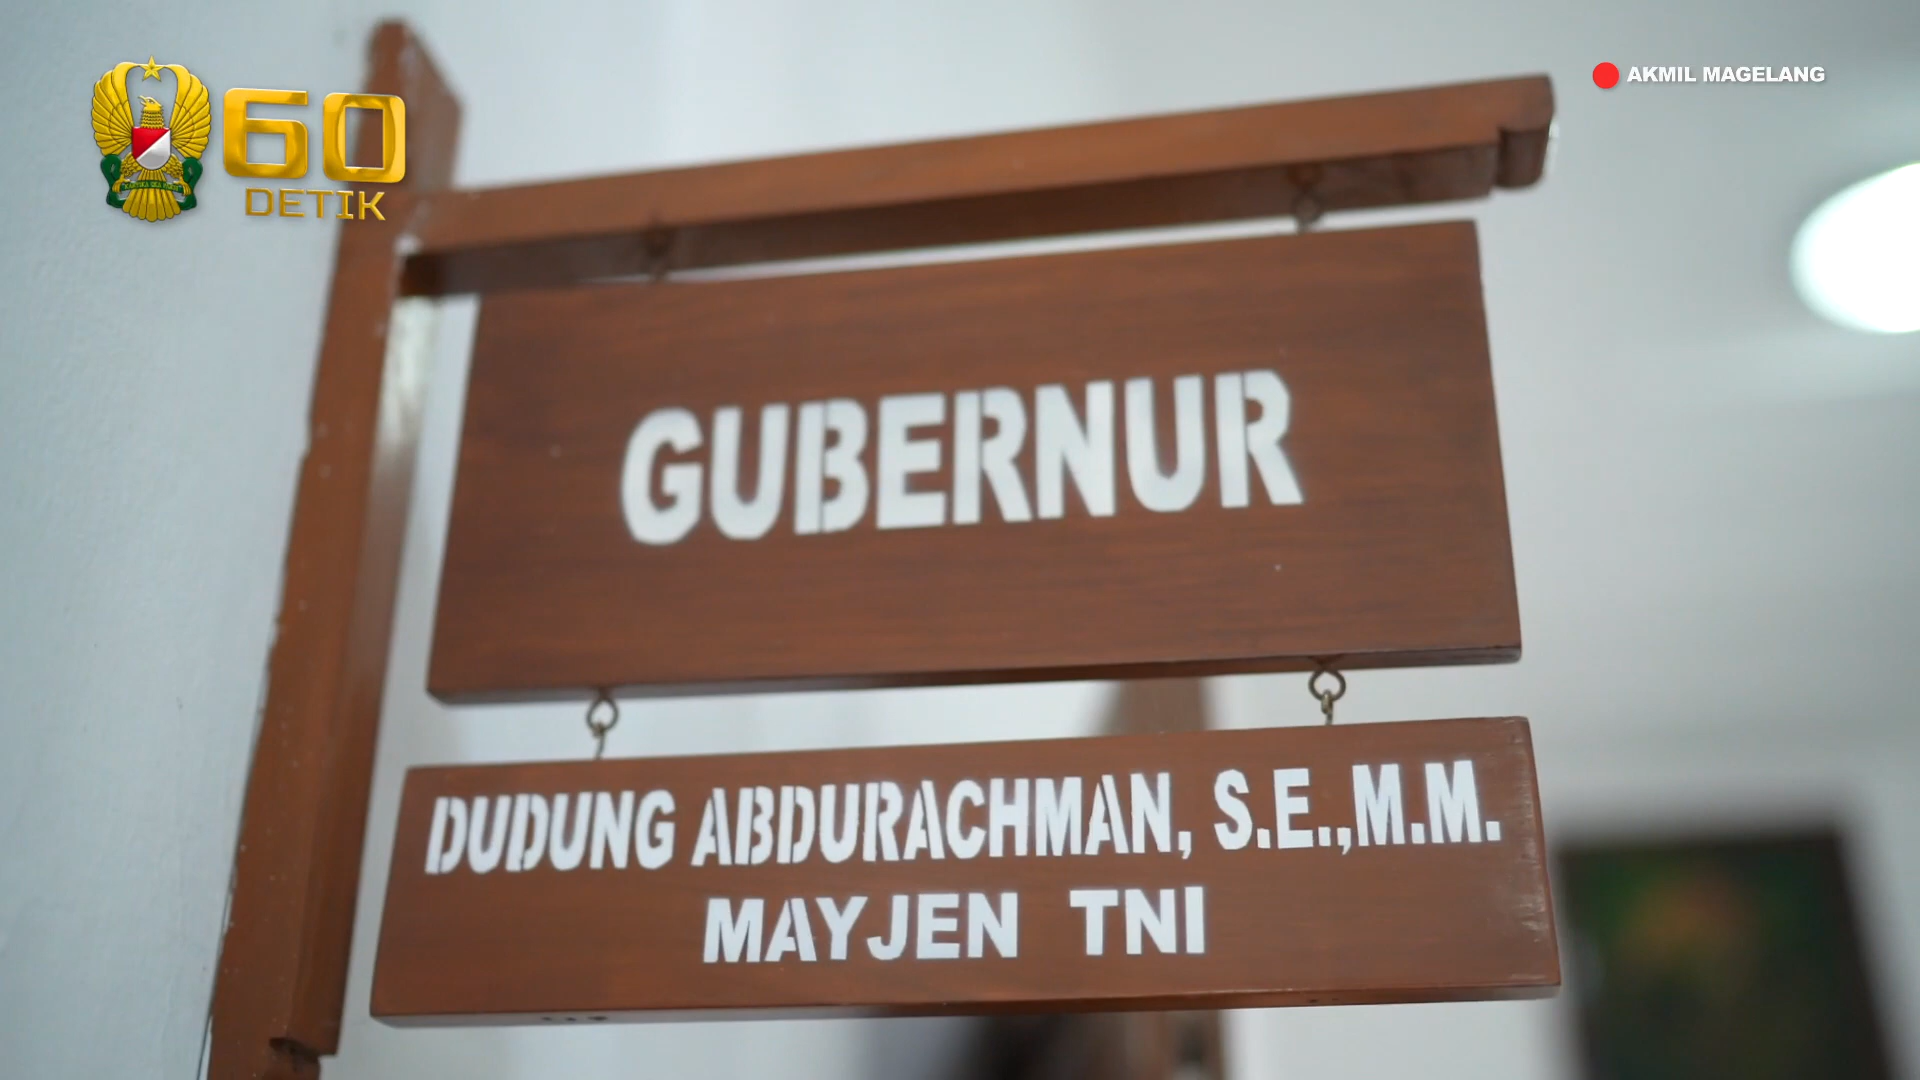 60
DETIK
AKMIL MAGELANG
GUBERNUR
DUDUNG ABDURACHMAN, S.E.,M.M.
MAYJEN TNI